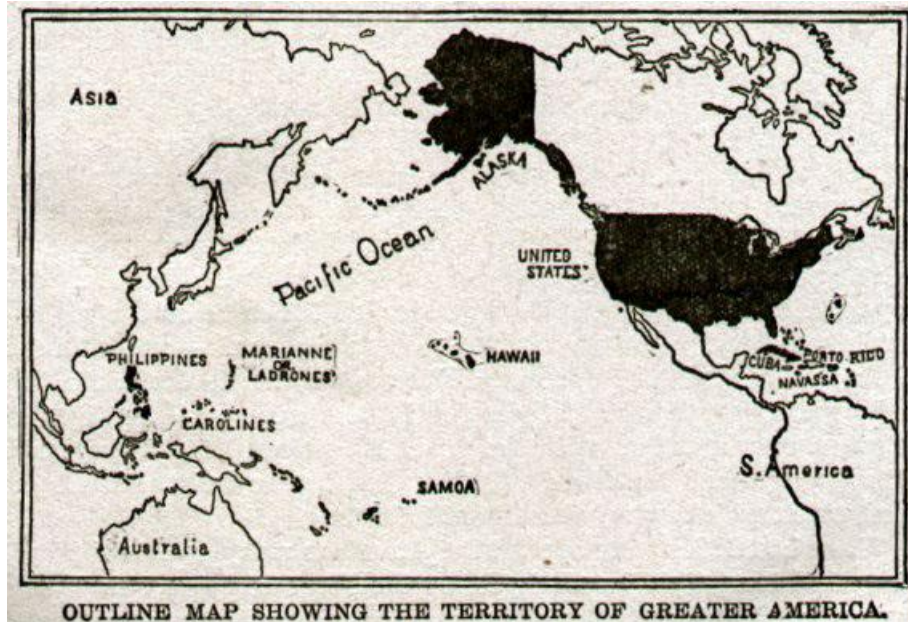 Asia
ALASKA
Pacific Ocean
UNITED
STATES
PHILIPPINES
MARIANNE
OR
LADRONES
HAWAII
CUBA
PORTO-RICO
NAVASSA
CAROLINES
S. America
SAMOA
Australia
OUTLINE MAP SHOWING THE TERRITORY OF GREATER AMERICA.